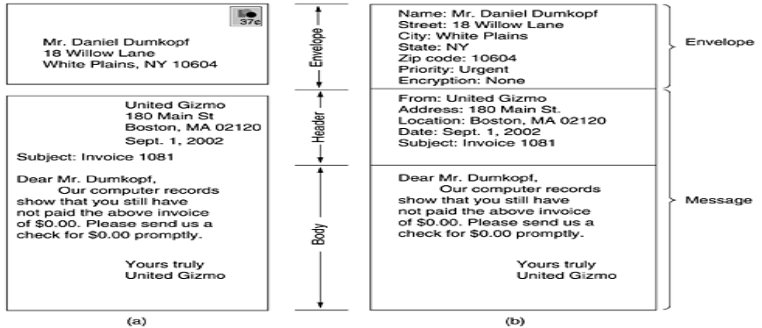 37¢
Mr. Daniel Dumkopf
18 Willow Lane
White Plains, NY 10604
United Gizmo
180 Main St
Boston, MA 02120
Sept. 1, 2002
Subject: Invoice 1081
Dear Mr. Dumkopf,
Our computer records
show that you still have
not paid the above invoice
of $0.00. Please send us a
check for $0.00 promptly.
Yours truly
United Gizmo
(a)
Envelope
Header
Body
Name: Mr. Daniel Dumkopf
Street: 18 Willow Lane
City: White Plains
State: NY
Zip code: 10604
Priority: Urgent
Encryption: None
From: United Gizmo
Address: 180 Main St.
Location: Boston, MA 02120
Date: Sept. 1, 2002
Subject: Invoice 1081
Dear Mr. Dumkopf,
Our computer records
show that you still have
not paid the above invoice
of $0.00. Please send us a
check for $0.00 promptly.
Yours truly
United Gizmo
(b)
Envelope
Message